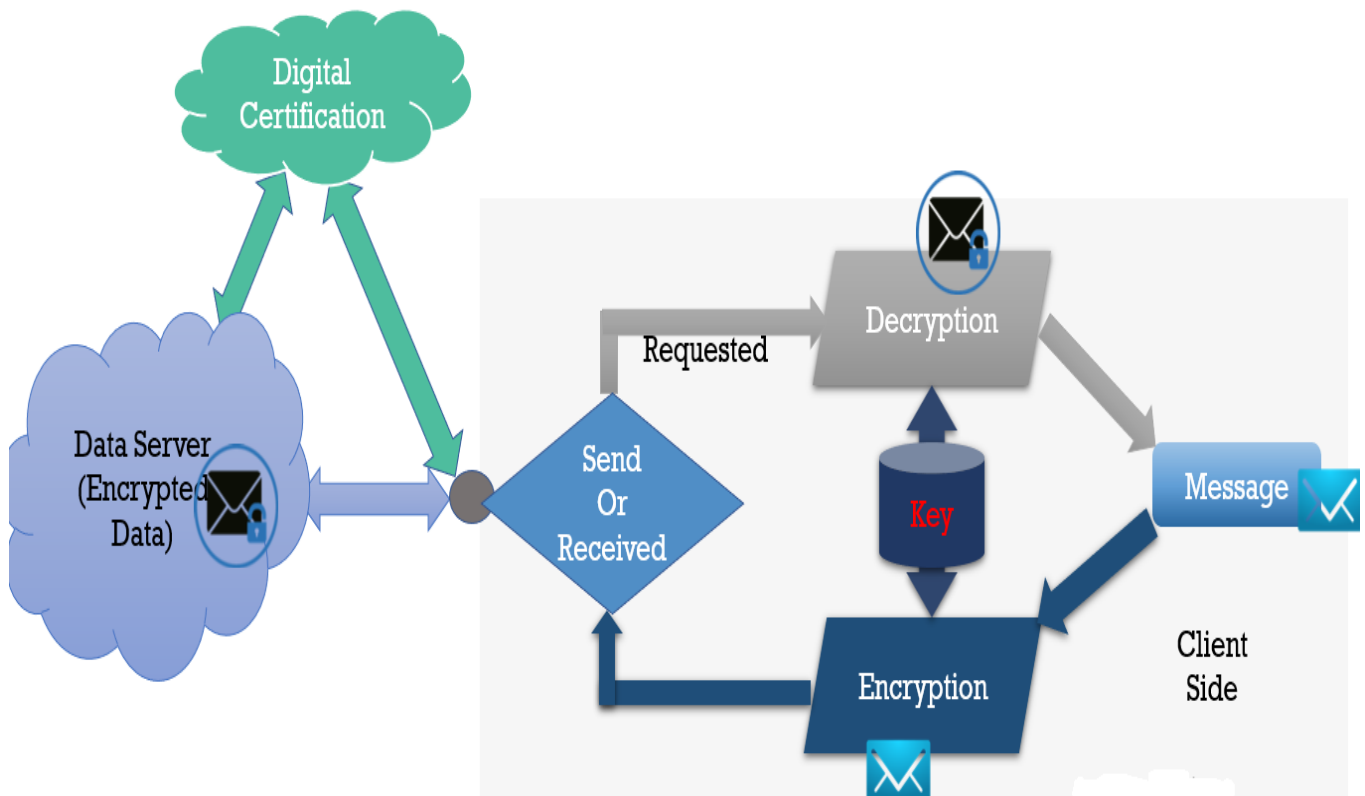 Digital
Certification
Data Server
(Encrypted
Data)
Send
Or
Received
Requested
Decryption
Key
Message
Encryption
Client
Side